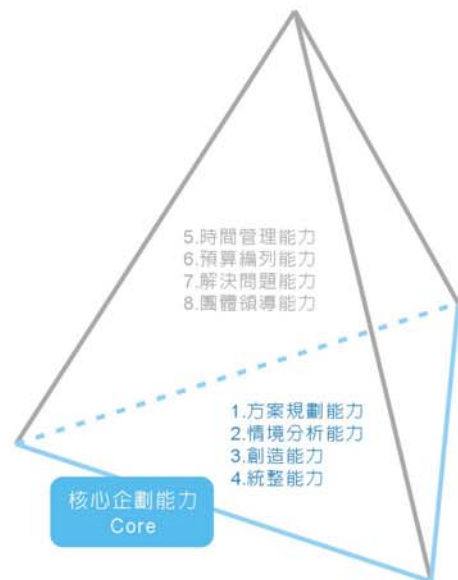 5.時間管理能力
6.預算編列能力
7.解決問題能力
8.團體領導能力
1.方案規劃能力
2.情境分析能力
3.創造能力
4.統整能力
核心企劃能力
Core